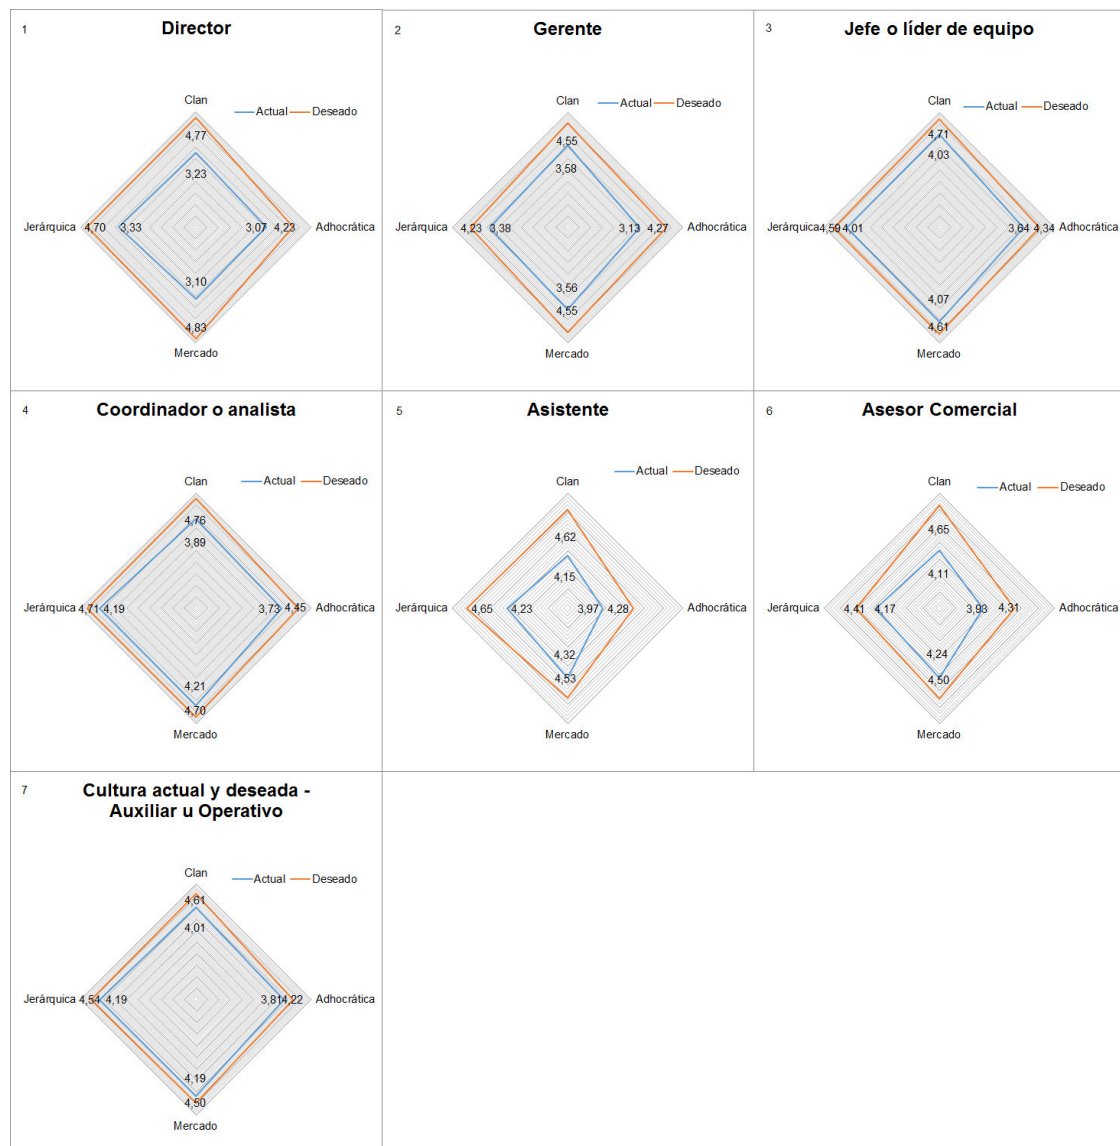 1
Director
Clan
Actual
Deseado
4,77
3,23
Jerárquica
4,70
3,33
3,07
4,23
Adhocrática
3,10
4,83
Mercado
2
Gerente
Clan
Actual
Deseado
4,55
3,58
Jerárquica
4,23
3,38
3,13
4,27
Adhocrática
3,56
4,55
Mercado
3
Jefe o líder de equipo
Clan
Actual
Deseado
4,71
4,03
Jerárquica
4,59
4,01
3,64
4,34
Adhocrática
4,07
4,61
Mercado
4
Coordinador o analista
Clan
Actual
Deseado
4,76
3,89
Jerárquica
4,71
4,19
3,73
4,45
Adhocrática
4,21
4,70
Mercado
5
Asistente
Actual
Deseado
Clan
4,62
4,15
Jerárquica
4,65
4,23
3,97
4,28
Adhocrática
4,32
4,53
Mercado
6
Asesor Comercial
Actual
Deseado
Clan
4,65
4,11
Jerárquica
4,41
4,17
3,93
4,31
Adhocrática
4,24
4,50
Mercado
7
Cultura actual y deseada -
Auxiliar u Operativo
Clan
Actual
Deseado
4,61
4,01
Jerárquica
4,54
4,19
3,81
4,22
Adhocrática
4,19
4,50
Mercado